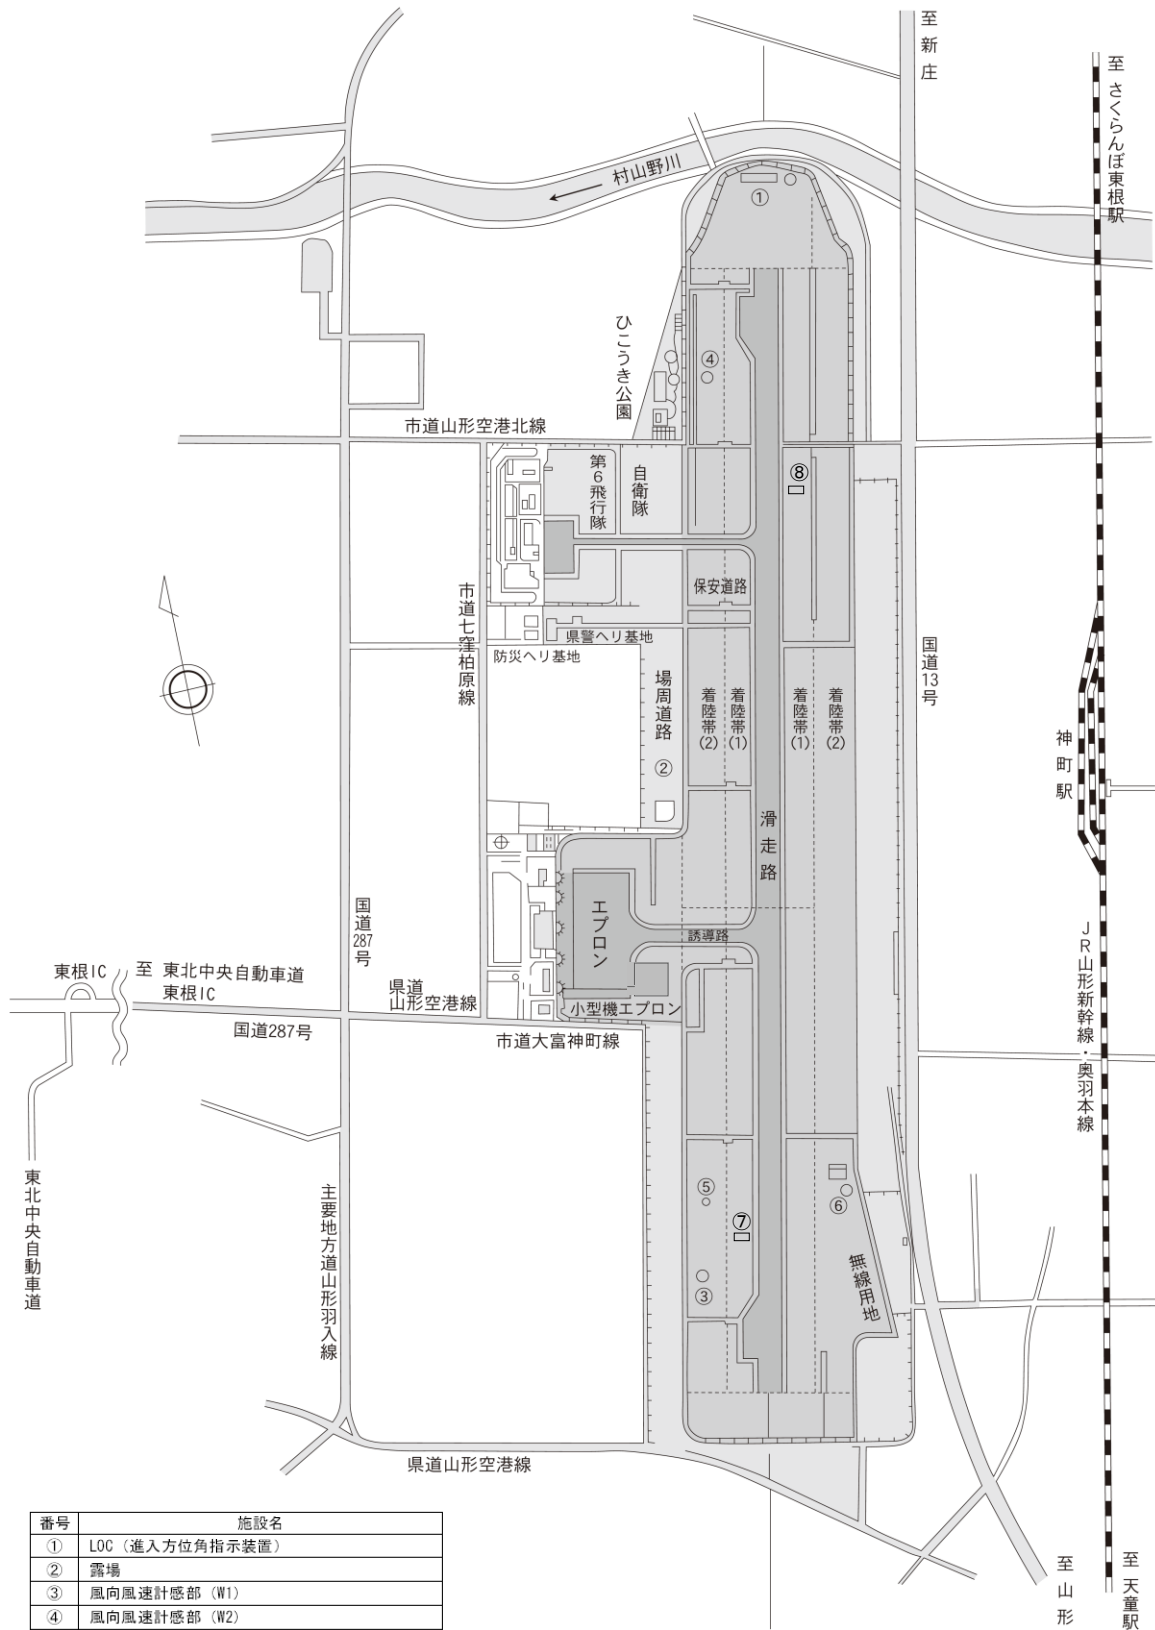 至新庄
至さくらんぼ東根駅
村山野川
①
ひこうき公園
④
市道山形空港北線
第6飛行隊
自衛隊
⑧
保安道路
市道七窪柏原線
県警ヘリ基地
防災ヘリ基地
国道13号
場周道路
着陸帯(2)
着陸帯(1)
着陸帯(1)
着陸帯(2)
神町駅
②
滑走路
国道287号
エプロン
誘導路
JR山形新幹線・奥羽本線
東根IC
至 東北中央自動車道
東根IC
県道
山形空港線
小型機エプロン
国道287号
市道大富神町線
東北中央自動車道
主要地方道山形羽入線
⑤
⑥
⑦
無線用地
③
県道山形空港線
至山形
至天童駅
番号 施設名
① LOC（進入方位角指示装置）
② 露場
③ 風向風速計感部（W1）
④ 風向風速計感部（W2）